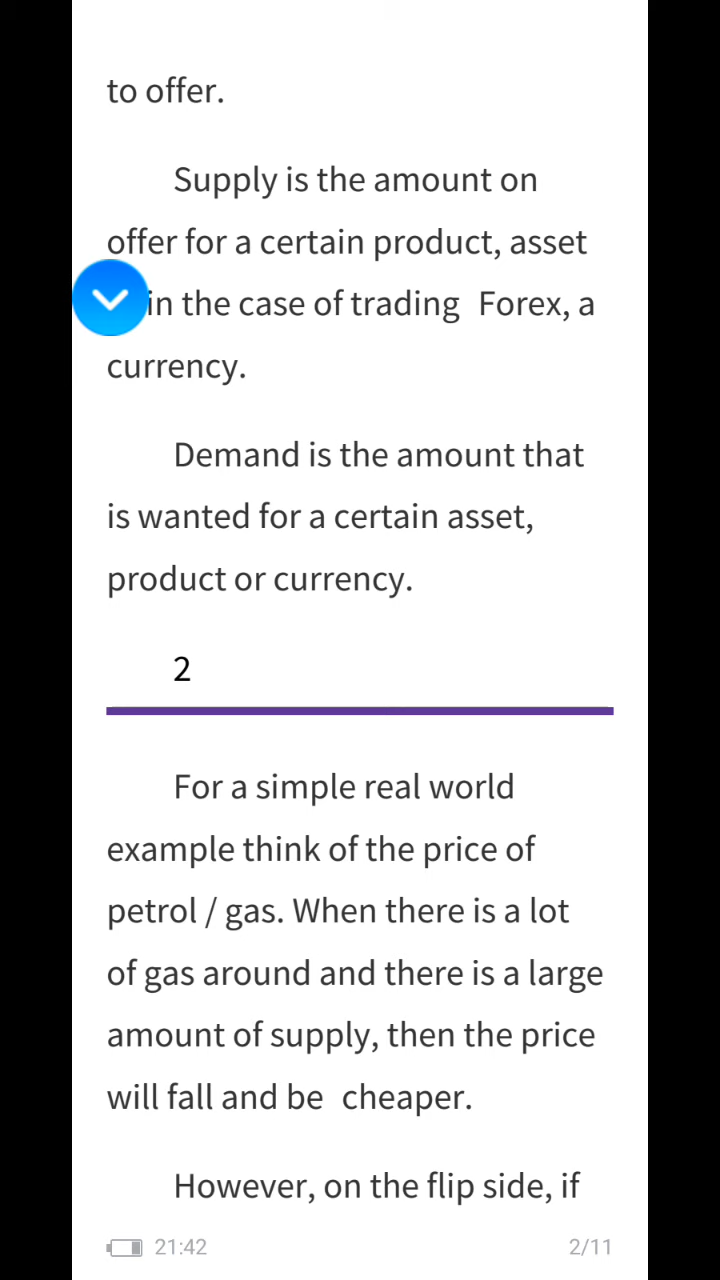 to offer.
Supply is the amount on
offer for a certain product, asset
in the case of trading Forex, a
currency.
Demand is the amount that
is wanted for a certain asset,
product or currency.
2
For a simple real world
example think of the price of
petrol / gas. When there is a lot
of gas around and there is a large
amount of supply, then the price
will fall and be cheaper.
However, on the flip side, if
21:42 2/11